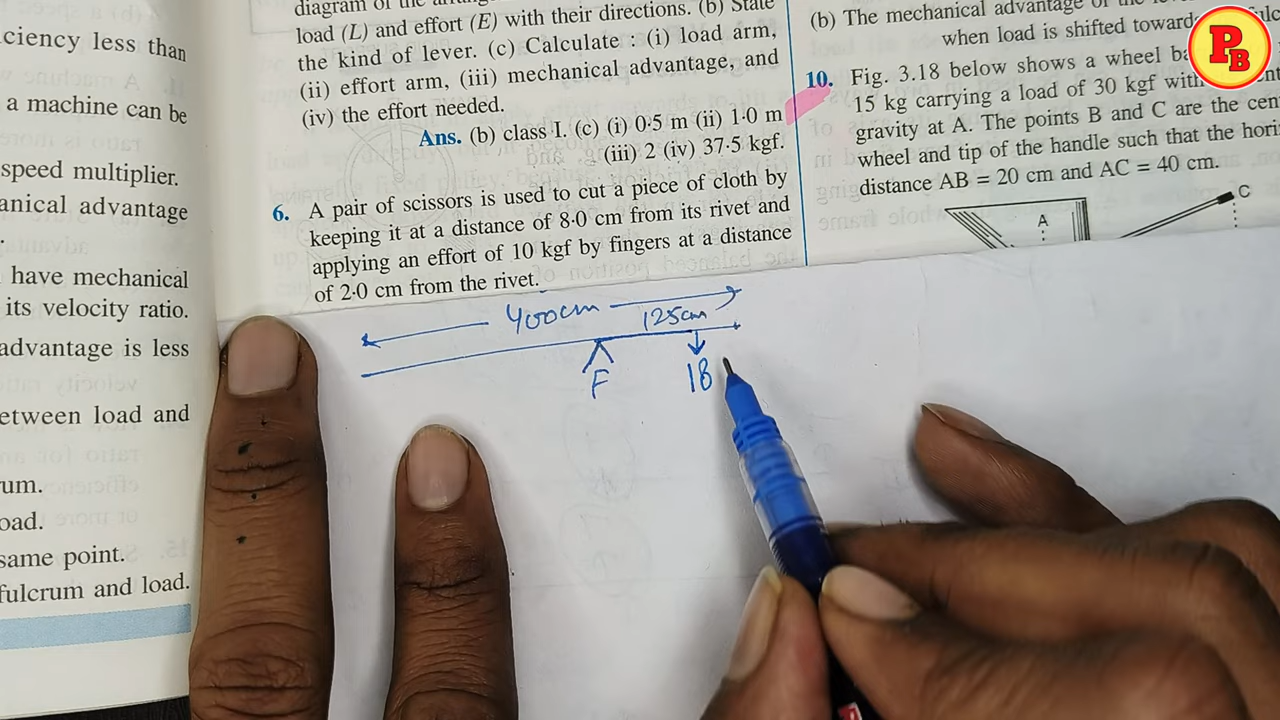 ciency less than
a machine can be
speed multiplier.
anical advantage
have mechanical
its velocity ratio.
advantage is less
etween load and
um.
oad.
same point.
fulcrum and load.
load (L) and effort (E) with their directions. (b) State
the kind of lever. (c) Calculate : (i) load arm,
(ii) effort arm, (iii) mechanical advantage, and
(iv) the effort needed.
Ans. (b) class I. (c) (i) 0·5 m (ii) 1·0 m
(iii) 2 (iv) 37·5 kgf.
6. A pair of scissors is used to cut a piece of cloth by
keeping it at a distance of 8·0 cm from its rivet and
applying an effort of 10 kgf by fingers at a distance
of 2·0 cm from the rivet.
400cm
125cm
F
18
(b) The mechanical advantage of the
when load is shifted toward
10. Fig. 3.18 below shows a wheel ba
15 kg carrying a load of 30 kgf with
gravity at A. The points B and C are the cen
wheel and tip of the handle such that the hori
distance AB = 20 cm and AC = 40 cm.
A
C
PB